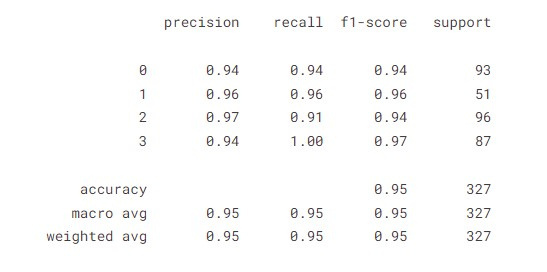 precision recall f1-score support
0 0.94 0.94 0.94 93
1 0.96 0.96 0.96 51
2 0.97 0.91 0.94 96
3 0.94 1.00 0.97 87
accuracy 0.95 327
macro avg 0.95 0.95 0.95 327
weighted avg 0.95 0.95 0.95 327